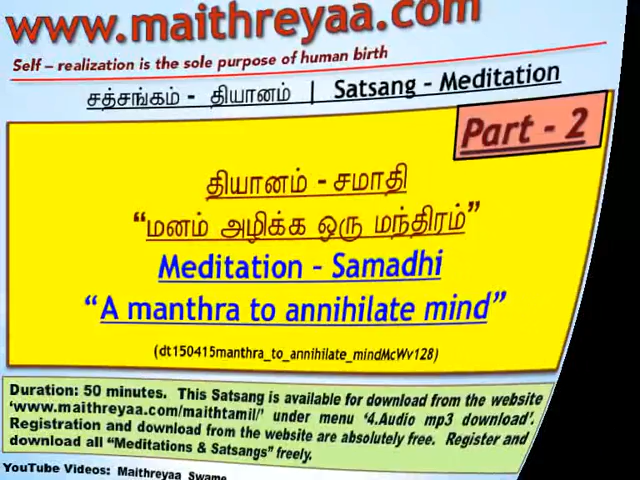 www.maithreyaa.com
Self – realization is the sole purpose of human birth
சத்சங்கம் - தியானம் | Satsang - Meditation
Part - 2
தியானம் - சமாதி
“மனம் அழிக்க ஒரு மந்திரம்”
Meditation - Samadhi
“A manthra to annihilate mind”
(dt150415manthra_to_annihilate_mindMcWv128)
Duration: 50 minutes. This Satsang is available for download from the website
‘www.maithreyaa.com/maithtamil/’ under menu ‘4.Audio mp3 download’.
Registration and download from the website are absolutely free. Register and
download all “Meditations & Satsangs” freely.
YouTube Videos: Maithreyaa Swame